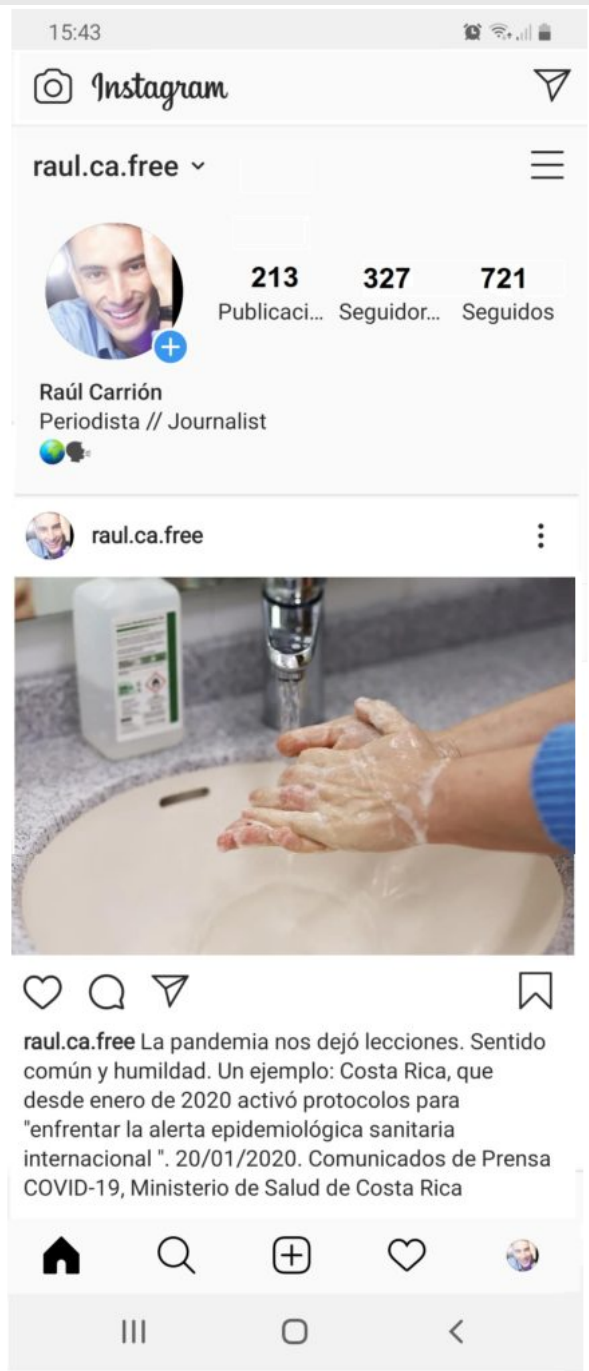 15:43
Instagram
raul.ca.free
213 327 721
Publicaci... Seguidor... Seguidos
Raúl Carrión
Periodista // Journalist
raul.ca.free
raul.ca.free La pandemia nos dejó lecciones. Sentido
común y humildad. Un ejemplo: Costa Rica, que
desde enero de 2020 activó protocolos para
"enfrentar la alerta epidemiológica sanitaria
internacional ". 20/01/2020. Comunicados de Prensa
COVID-19, Ministerio de Salud de Costa Rica